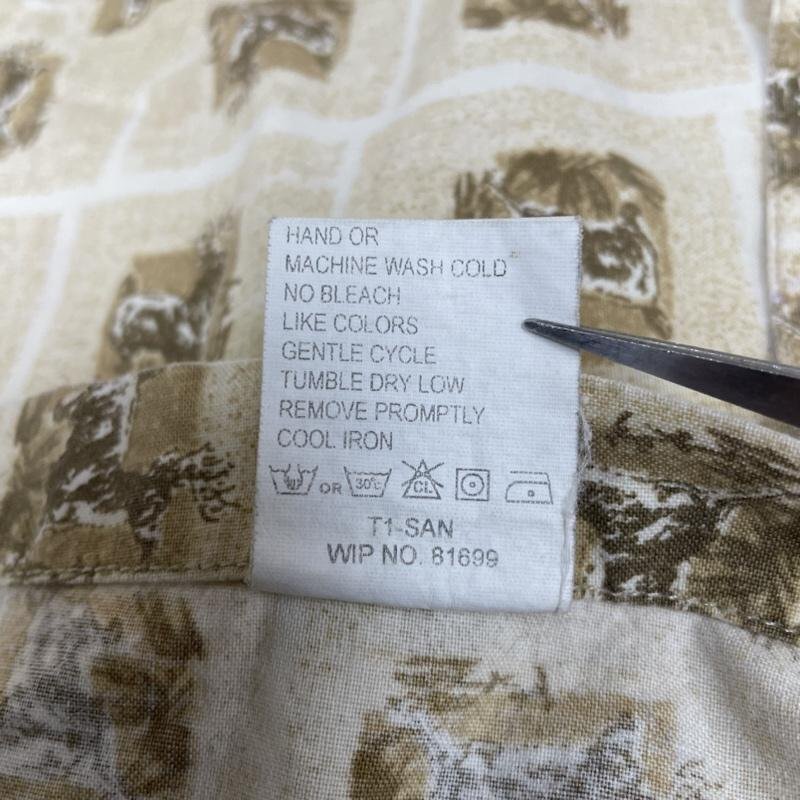 HAND OR
MACHINE WASH COLD
NO BLEACH
LIKE COLORS
GENTLE CYCLE
TUMBLE DRY LOW
REMOVE PROMPTLY
COOL IRON
OR 30°C CL
T1-SAN
WIP NO. 81699